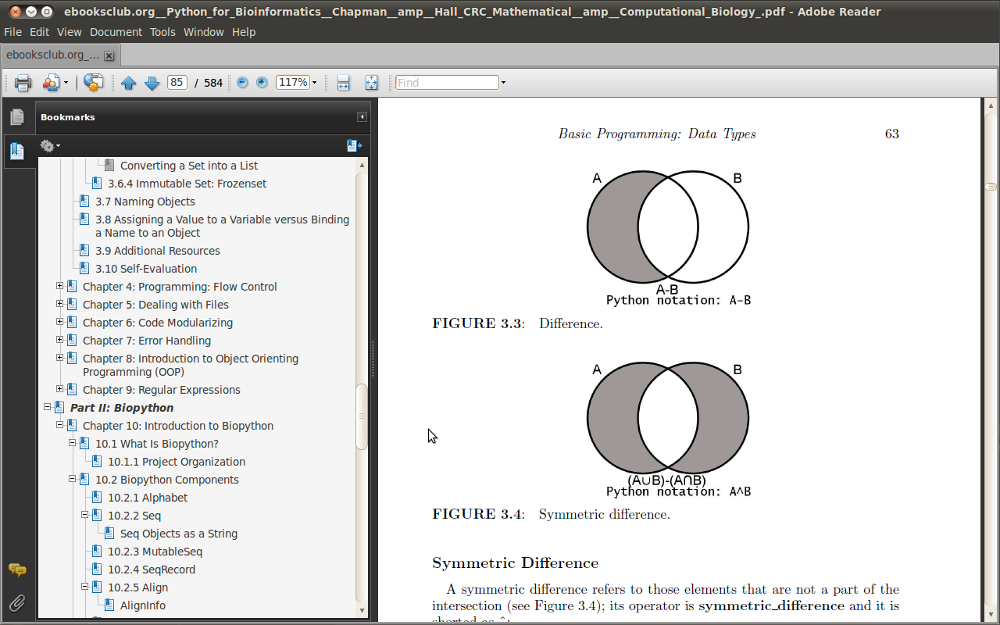 ebooksclub.org__Python_for_Bioinformatics__Chapman__amp__Hall_CRC_Mathematical__amp__Computational_Biology_.pdf - Adobe Reader
File Edit View Document Tools Window Help
ebooksclub.org_...
85 / 584 117% Find
Bookmarks
Converting a Set into a List
3.6.4 Immutable Set: Frozenset
3.7 Naming Objects
3.8 Assigning a Value to a Variable versus Binding
a Name to an Object
3.9 Additional Resources
3.10 Self-Evaluation
Chapter 4: Programming: Flow Control
Chapter 5: Dealing with Files
Chapter 6: Code Modularizing
Chapter 7: Error Handling
Chapter 8: Introduction to Object Orienting
Programming (OOP)
Chapter 9: Regular Expressions
Part II: Biopython
Chapter 10: Introduction to Biopython
10.1 What Is Biopython?
10.1.1 Project Organization
10.2 Biopython Components
10.2.1 Alphabet
10.2.2 Seq
Seq Objects as a String
10.2.3 MutableSeq
10.2.4 SeqRecord
10.2.5 Align
AlignInfo
Basic Programming: Data Types 63
A B
A-B
Python notation: A-B
FIGURE 3.3: Difference.
A B
(A∪B)-(A∩B)
Python notation: A^B
FIGURE 3.4: Symmetric difference.
Symmetric Difference
A symmetric difference refers to those elements that are not a part of the
intersection (see Figure 3.4); its operator is symmetric_difference and it is
shorted as ^: